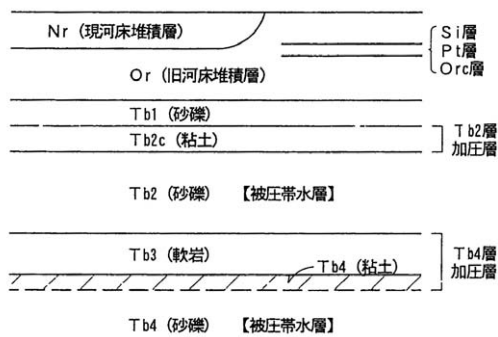 Nr (現河床堆積層)
Si層
Pt層
Orc層
Or (旧河床堆積層)
Tb1 (砂礫)
Tb2c (粘土)
Tb2層
加圧層
Tb2 (砂礫) 【被圧帯水層】
Tb3 (軟岩)
Tb4層
加圧層
Tb4 (粘土)
Tb4 (砂礫) 【被圧帯水層】